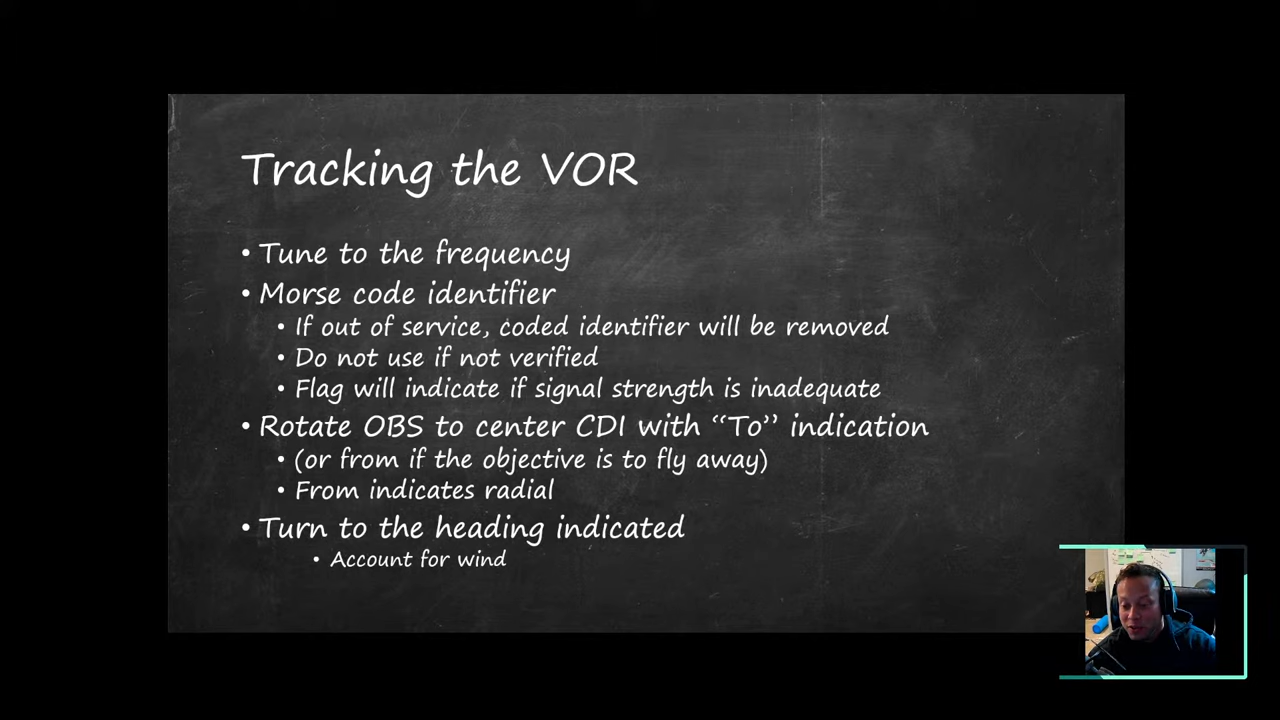 Tracking the VOR
• Tune to the frequency
• Morse code identifier
• If out of service, coded identifier will be removed
• Do not use if not verified
• Flag will indicate if signal strength is inadequate
• Rotate OBS to center CDI with “To” indication
• (or from if the objective is to fly away)
• From indicates radial
• Turn to the heading indicated
• Account for wind